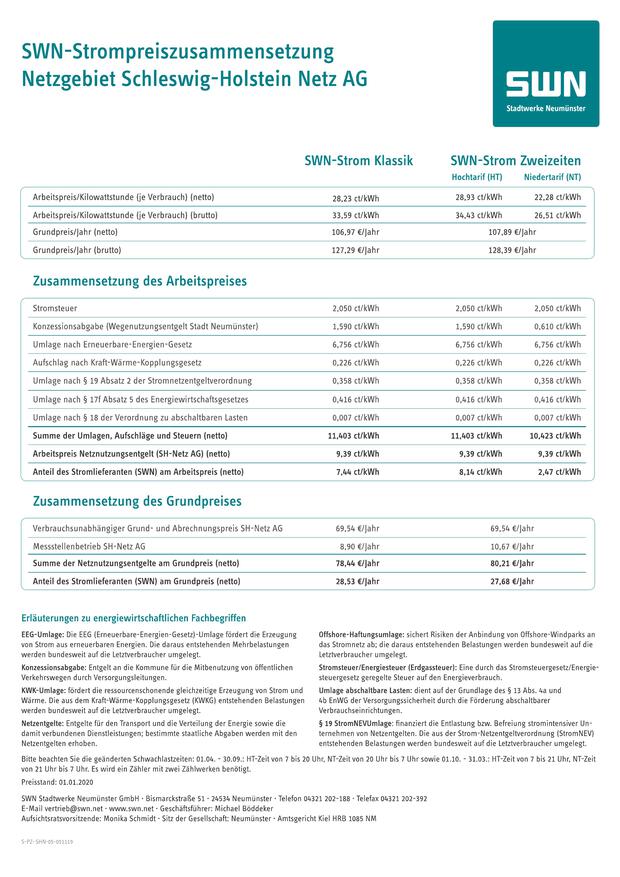 SWN-Strompreiszusammensetzung
Netzgebiet Schleswig-Holstein Netz AG
SWN
Stadtwerke Neumünster
SWN-Strom Klassik SWN-Strom Zweizeiten
Hochtarif (HT) Niedertarif (NT)
Arbeitspreis/Kilowattstunde (je Verbrauch) (netto) 28,23 ct/kWh 28,93 ct/kWh 22,28 ct/kWh
Arbeitspreis/Kilowattstunde (je Verbrauch) (brutto) 33,59 ct/kWh 34,43 ct/kWh 26,51 ct/kWh
Grundpreis/Jahr (netto) 106,97 €/Jahr 107,89 €/Jahr
Grundpreis/Jahr (brutto) 127,29 €/Jahr 128,39 €/Jahr
Zusammensetzung des Arbeitspreises
Stromsteuer 2,050 ct/kWh 2,050 ct/kWh 2,050 ct/kWh
Konzessionsabgabe (Wegenutzungsentgelt Stadt Neumünster) 1,590 ct/kWh 1,590 ct/kWh 0,610 ct/kWh
Umlage nach Erneuerbare-Energien-Gesetz 6,756 ct/kWh 6,756 ct/kWh 6,756 ct/kWh
Aufschlag nach Kraft-Wärme-Kopplungsgesetz 0,226 ct/kWh 0,226 ct/kWh 0,226 ct/kWh
Umlage nach § 19 Absatz 2 der Stromnetzentgeltverordnung 0,358 ct/kWh 0,358 ct/kWh 0,358 ct/kWh
Umlage nach § 17f Absatz 5 des Energiewirtschaftsgesetzes 0,416 ct/kWh 0,416 ct/kWh 0,416 ct/kWh
Umlage nach § 18 der Verordnung zu abschaltbaren Lasten 0,007 ct/kWh 0,007 ct/kWh 0,007 ct/kWh
Summe der Umlagen, Aufschläge und Steuern (netto) 11,403 ct/kWh 11,403 ct/kWh 10,423 ct/kWh
Arbeitspreis Netznutzungsentgelt (SH-Netz AG) (netto) 9,39 ct/kWh 9,39 ct/kWh 9,39 ct/kWh
Anteil des Stromlieferanten (SWN) am Arbeitspreis (netto) 7,44 ct/kWh 8,14 ct/kWh 2,47 ct/kWh
Zusammensetzung des Grundpreises
Verbrauchsunabhängiger Grund- und Abrechnungspreis SH-Netz AG 69,54 €/Jahr 69,54 €/Jahr
Messstellenbetrieb SH-Netz AG 8,90 €/Jahr 10,67 €/Jahr
Summe der Netznutzungsentgelte am Grundpreis (netto) 78,44 €/Jahr 80,21 €/Jahr
Anteil des Stromlieferanten (SWN) am Grundpreis (netto) 28,53 €/Jahr 27,68 €/Jahr
Erläuterungen zu energiewirtschaftlichen Fachbegriffen
EEG-Umlage: Die EEG (Erneuerbare-Energien-Gesetz)-Umlage fördert die Erzeugung
von Strom aus erneuerbaren Energien. Die daraus entstehenden Mehrbelastungen
werden bundesweit auf die Letztverbraucher umgelegt.
Konzessionsabgabe: Entgelt an die Kommune für die Mitbenutzung von öffentlichen
Verkehrswegen durch Versorgungsleitungen.
KWK-Umlage: fördert die ressourcenschonende gleichzeitige Erzeugung von Strom und
Wärme. Die aus dem Kraft-Wärme-Kopplungsgesetz (KWKG) entstehenden Belastungen
werden bundesweit auf die Letztverbraucher umgelegt.
Netzentgelte: Entgelte für den Transport und die Verteilung der Energie sowie die
damit verbundenen Dienstleistungen; bestimmte staatliche Abgaben werden mit den
Netzentgelten erhoben.
Offshore-Haftungsumlage: sichert Risiken der Anbindung von Offshore-Windparks an
das Stromnetz ab; die daraus entstehenden Belastungen werden bundesweit auf die
Letztverbraucher umgelegt.
Stromsteuer/Energiesteuer (Erdgassteuer): Eine durch das Stromsteuergesetz/Energie-
steuergesetz geregelte Steuer auf den Energieverbrauch.
Umlage abschaltbare Lasten: dient auf der Grundlage des § 13 Abs. 4a und
4b EnWG der Versorgungssicherheit durch die Förderung abschaltbarer
Verbrauchseinrichtungen.
§ 19 StromNEVUmlage: finanziert die Entlastung bzw. Befreiung stromintensiver Un-
ternehmen von Netzentgelten. Die aus der Strom-Netzentgeltverordnung (StromNEV)
entstehenden Belastungen werden bundesweit auf die Letztverbraucher umgelegt.
Bitte beachten Sie die geänderten Schwachlastzeiten: 01.04. - 30.09.: HT-Zeit von 7 bis 20 Uhr, NT-Zeit von 20 Uhr bis 7 Uhr sowie 01.10. - 31.03.: HT-Zeit von 7 bis 21 Uhr, NT-Zeit
von 21 Uhr bis 7 Uhr. Es wird ein Zähler mit zwei Zählwerken benötigt.
Preisstand: 01.01.2020
SWN Stadtwerke Neumünster GmbH · Bismarckstraße 51 · 24534 Neumünster · Telefon 04321 202-188 · Telefax 04321 202-392
E-Mail vertrieb@swn.net · www.swn.net · Geschäftsführer: Michael Böddeker
Aufsichtsratsvorsitzende: Monika Schmidt · Sitz der Gesellschaft: Neumünster · Amtsgericht Kiel HRB 1085 NM
S-PZ-SHN-05-051119